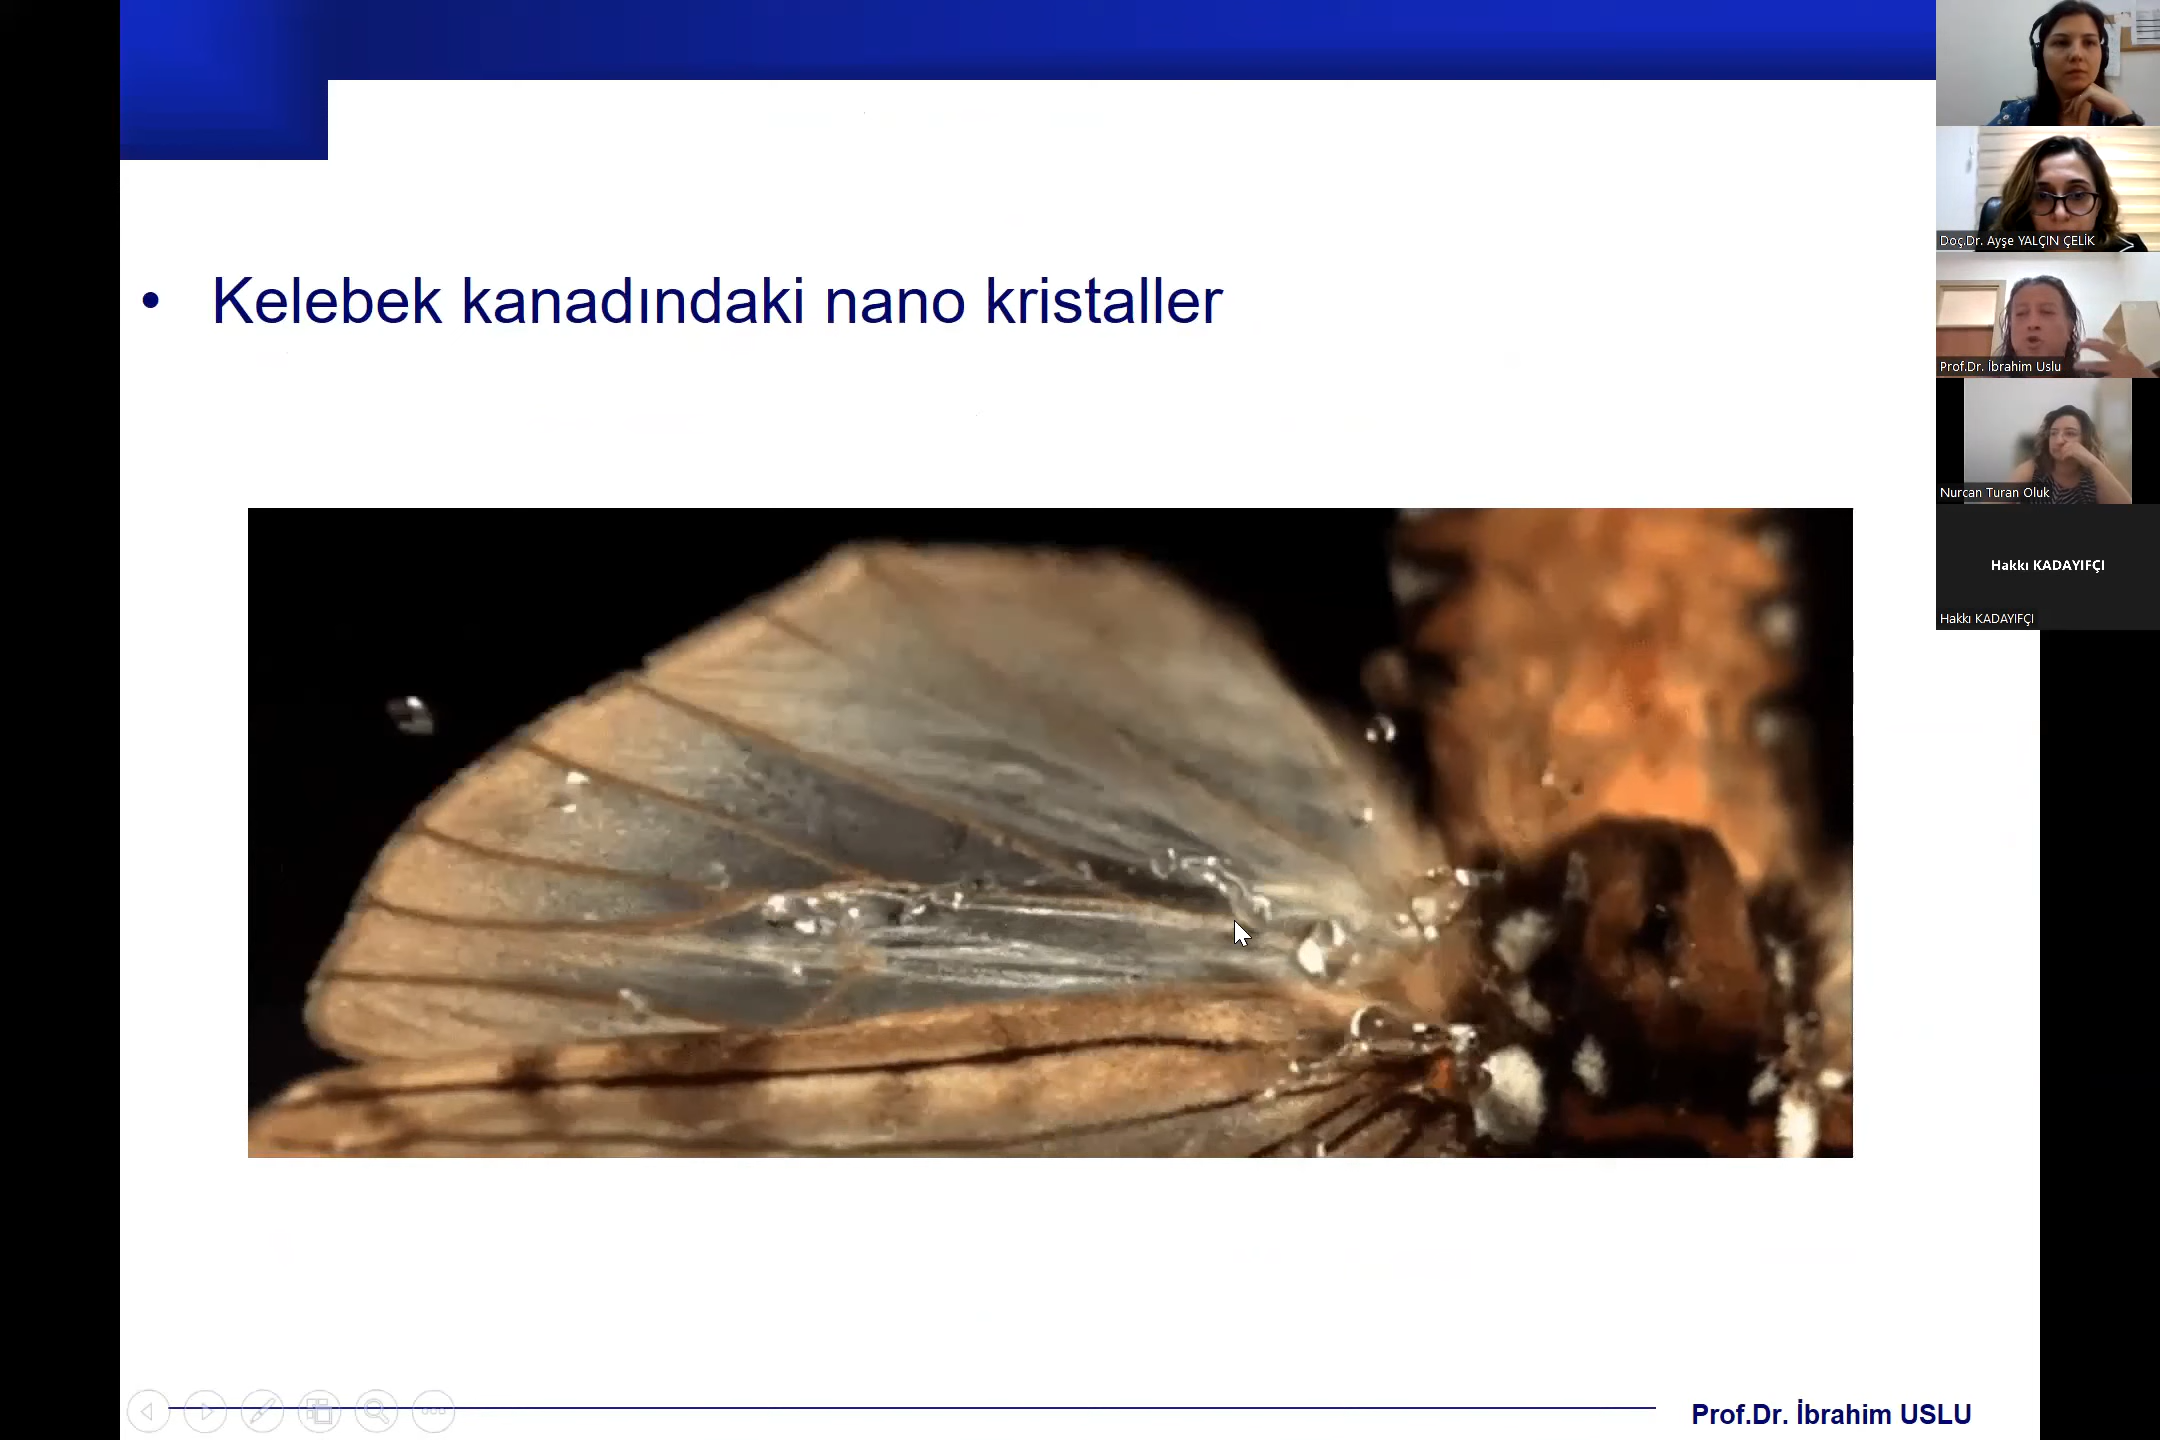 • Kelebek kanadındaki nano kristaller
Doç.Dr. Ayşe YALÇIN ÇELİK
Prof.Dr. İbrahim Uslu
Nurcan Turan Oluk
Hakkı KADAYIFÇI
Hakkı KADAYIFÇI
Prof.Dr. İbrahim USLU